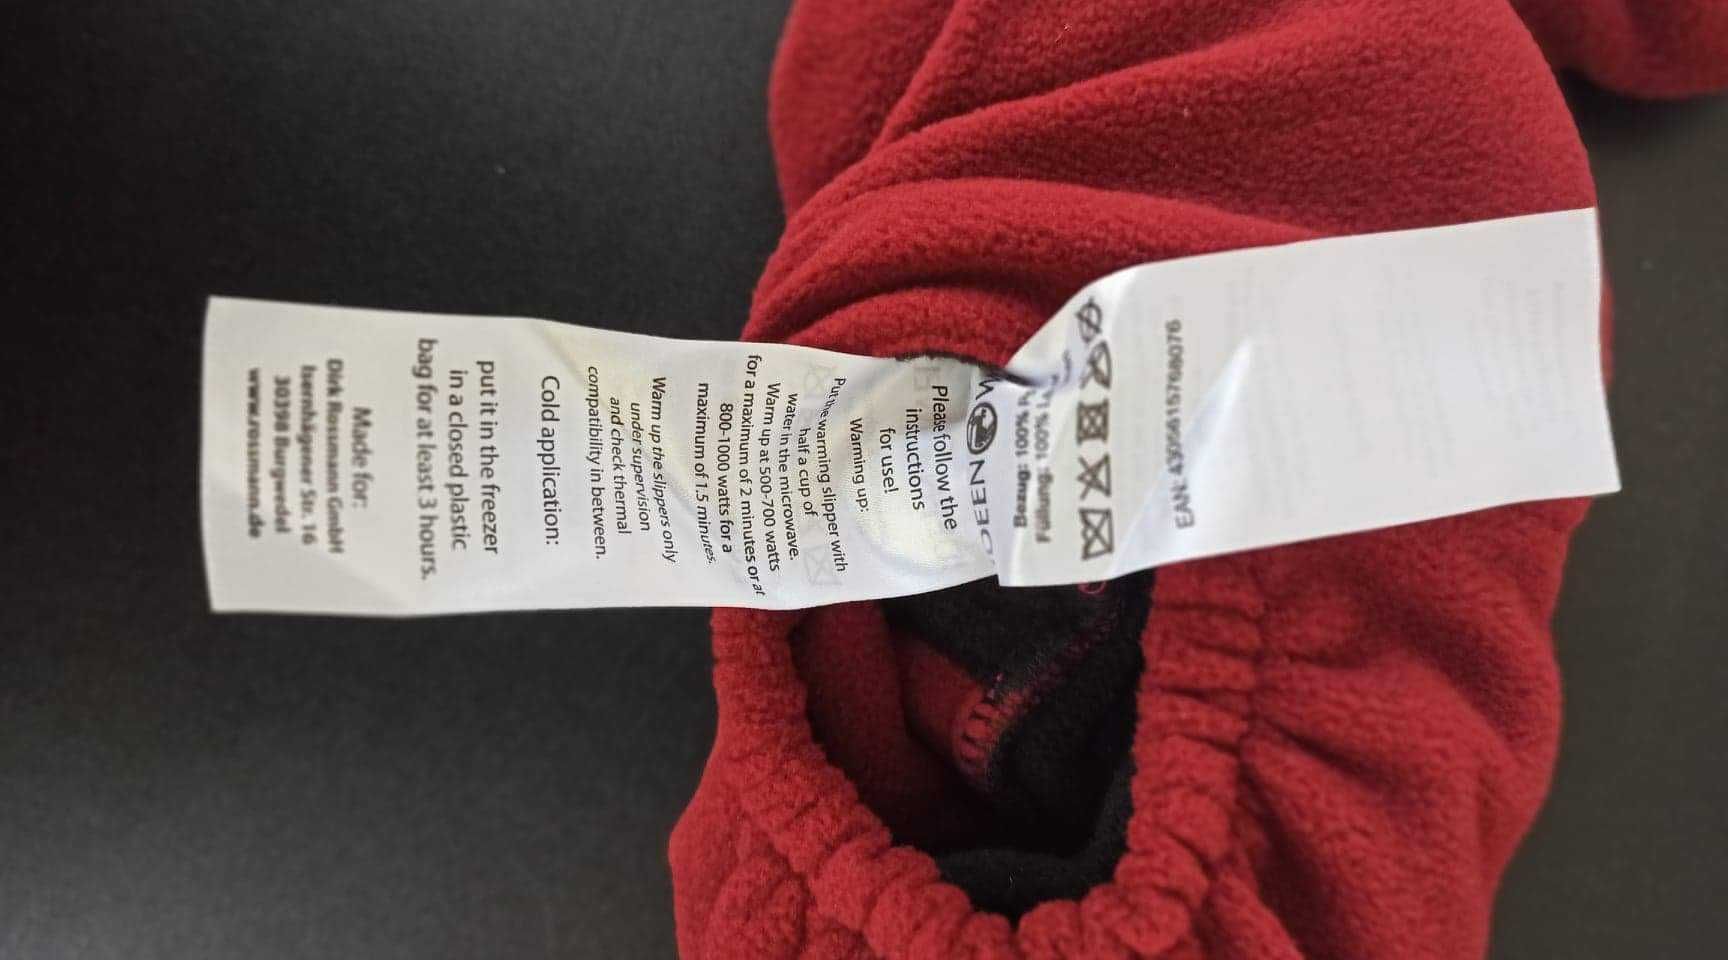 Please follow the
instructions
for use!
Warming up:
Put the warming slipper with
half a cup of
water in the microwave.
Warm up at 500-700 watts
for a maximum of 2 minutes or at
800-1000 watts for a
maximum of 1.5 minutes.
Warm up the slippers only
under supervision
and check thermal
compatibility in between.
Cold application:
put it in the freezer
in a closed plastic
bag for at least 3 hours.
Made for:
Dirk Rossmann GmbH
Isernhägener Str. 16
30398 Burgwedel
www.rossmann.de
Bezug: 100%
Füllung: 100%
EAN: 4305615768076